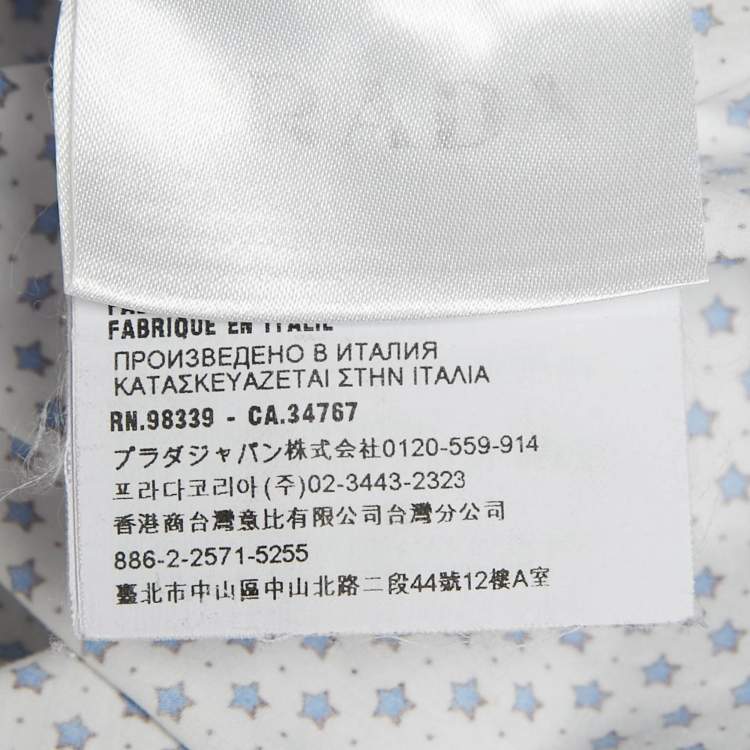 FABRIQUE EN ITALIE
ПРОИЗВЕДЕНО В ИТАЛИЯ
ΚΑΤΑΣΚΕΥΑΖΕΤΑΙ ΣΤΗΝ ΙΤΑΛΙΑ
RN.98339 - CA.34767
プラダジャパン株式会社0120-559-914
프라다코리아(주)02-3443-2323
香港商台灣意比有限公司台灣分公司
886-2-2571-5255
臺北市中山區中山北路二段44號12樓A室